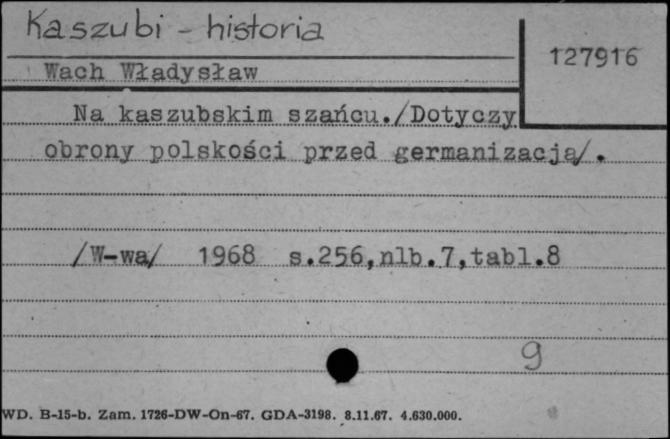 Kaszubi - historia
127916
Wach Władysław
Na kaszubskim szańcu./Dotyczy
obrony polskości przed germanizacją/.
/W-wa/ 1968 s.256,nlb.7,tabl.8
9
WD. B-15-b. Zam. 1726-DW-On-67. GDA-3198. 8.11.67. 4.630.000.